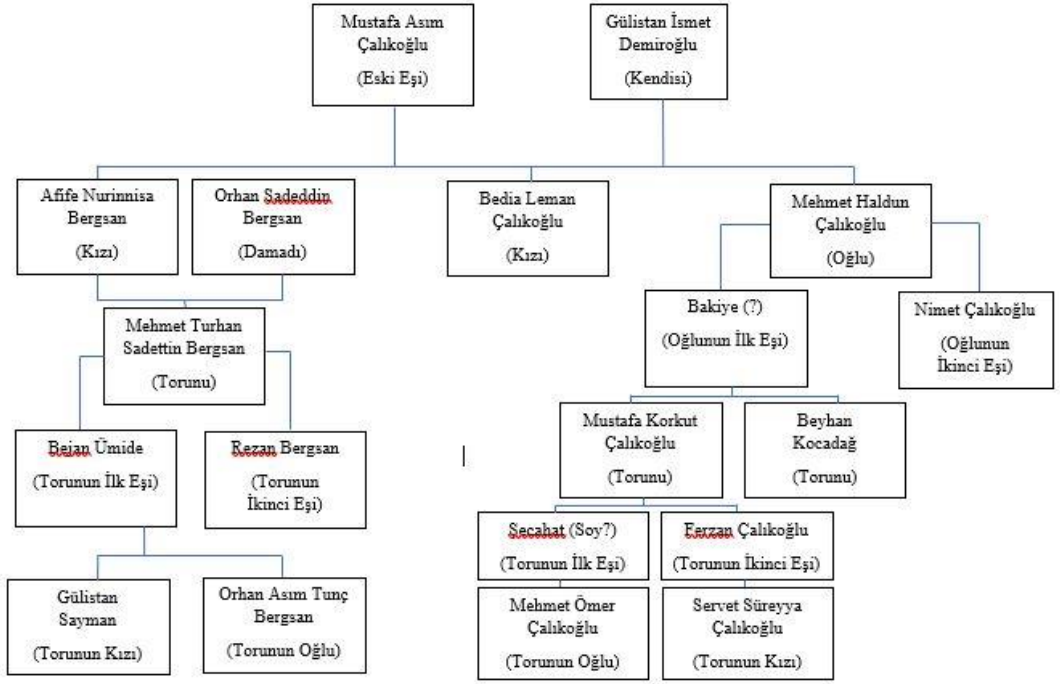 Mustafa Asım
Çalıkoğlu
(Eski Eşi)
Gülistan İsmet
Demiroğlu
(Kendisi)
Afife Nurinnisa
Bergsan
(Kızı)
Orhan Sadeddin
Bergsan
(Damadı)
Bedia Leman
Çalıkoğlu
(Kızı)
Mehmet Haldun
Çalıkoğlu
(Oğlu)
Mehmet Turhan
Sadettin Bergsan
(Torunu)
Bakiye (?)
(Oğlunun İlk Eşi)
Nimet Çalıkoğlu
(Oğlunun
İkinci Eşi)
Bejan Ümide
(Torunun İlk Eşi)
Rezan Bergsan
(Torunun
İkinci Eşi)
Mustafa Korkut
Çalıkoğlu
(Torunu)
Beyhan
Kocadağ
(Torunu)
Secahat (Soy?)
(Torunun İlk Eşi)
Ferzan Çalıkoğlu
(Torunun İkinci Eşi)
Gülistan
Sayman
(Torunun Kızı)
Orhan Asım Tunç
Bergsan
(Torunun Oğlu)
Mehmet Ömer
Çalıkoğlu
(Torunun Oğlu)
Servet Süreyya
Çalıkoğlu
(Torunun Kızı)